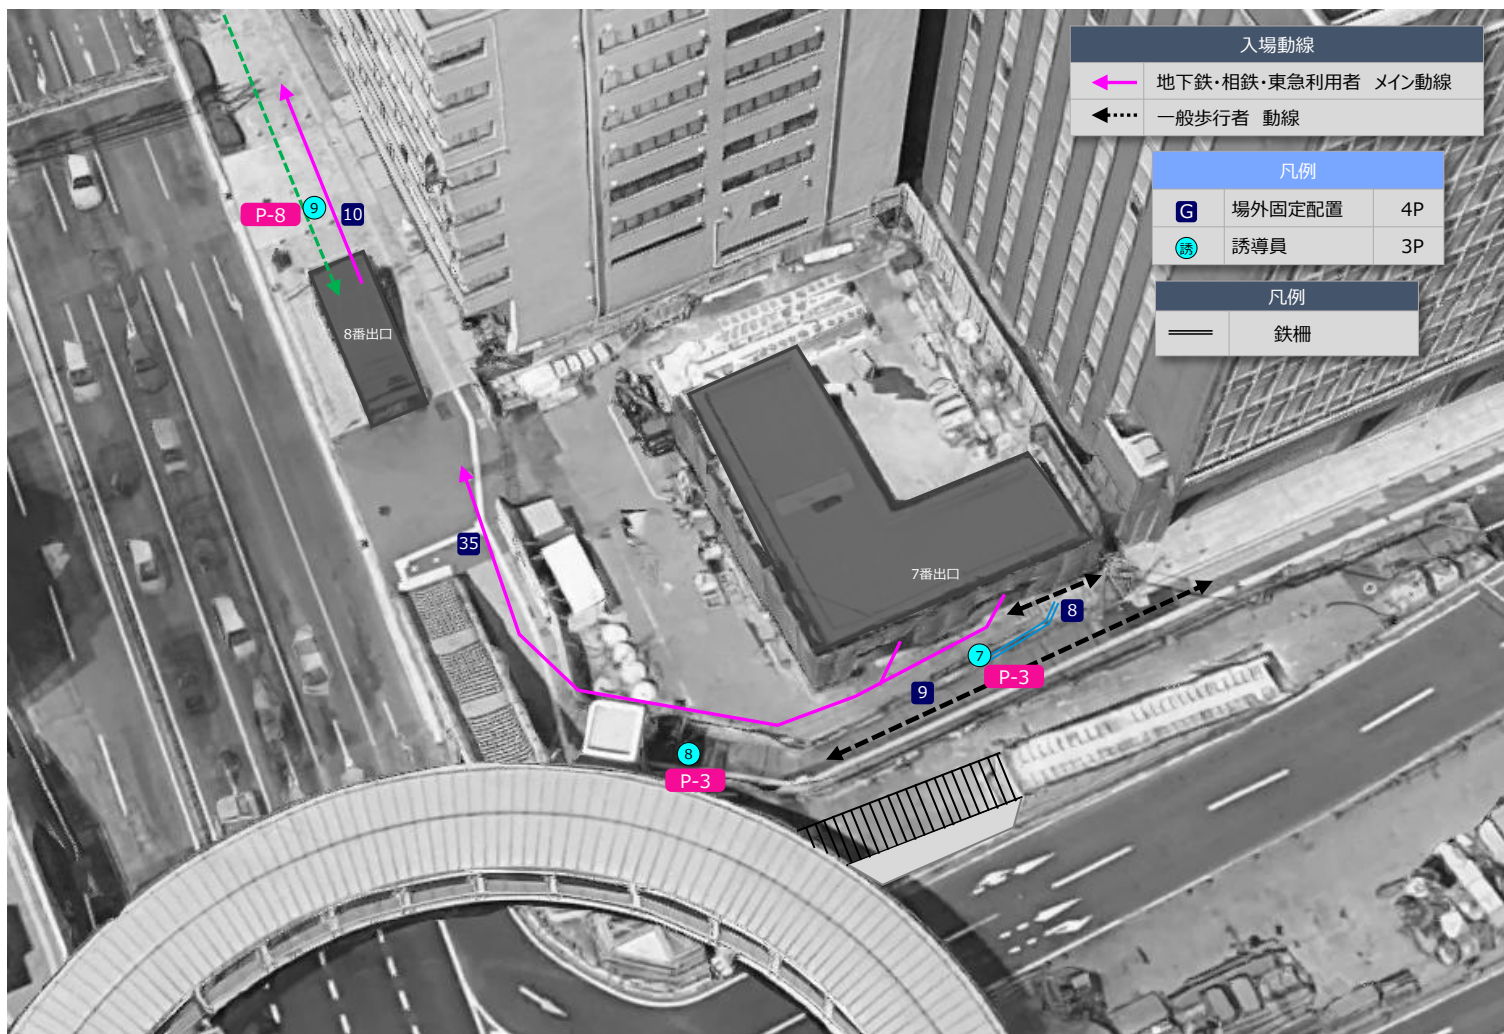 入場動線
地下鉄・相鉄・東急利用者 メイン動線
一般歩行者 動線
凡例
G 場外固定配置 4P
誘 誘導員 3P
凡例
鉄柵
P-8
9
10
8番出口
35
7番出口
8
7
P-3
9
8
P-3